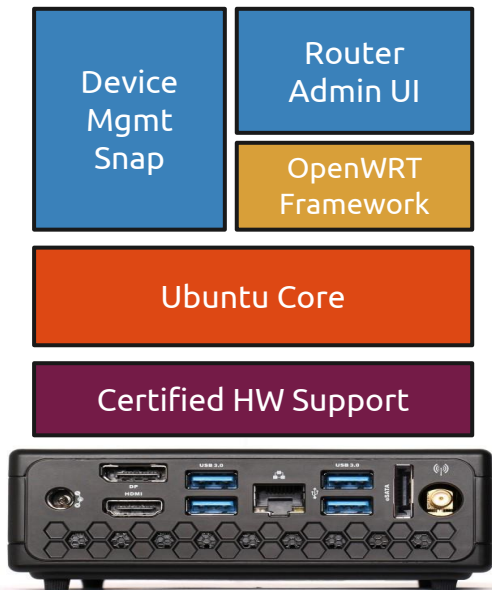 Device
Mgmt
Snap
Router
Admin UI
OpenWRT
Framework
Ubuntu Core
Certified HW Support
DP
HDMI
USB 3.0
USB 3.0
eSATA